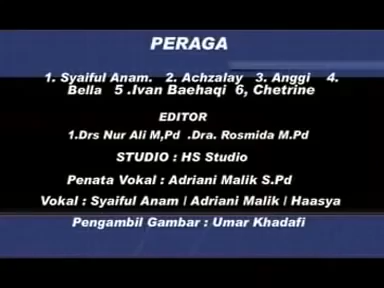 PERAGA
1. Syaiful Anam. 2. Achzalay 3. Anggi 4.
Bella 5 .Ivan Baehaqi 6, Chetrine
EDITOR
1.Drs Nur Ali M,Pd .Dra. Rosmida M.Pd
STUDIO : HS Studio
Penata Vokal : Adriani Malik S.Pd
Vokal : Syaiful Anam | Adriani Malik | Haasya
Pengambil Gambar : Umar Khadafi